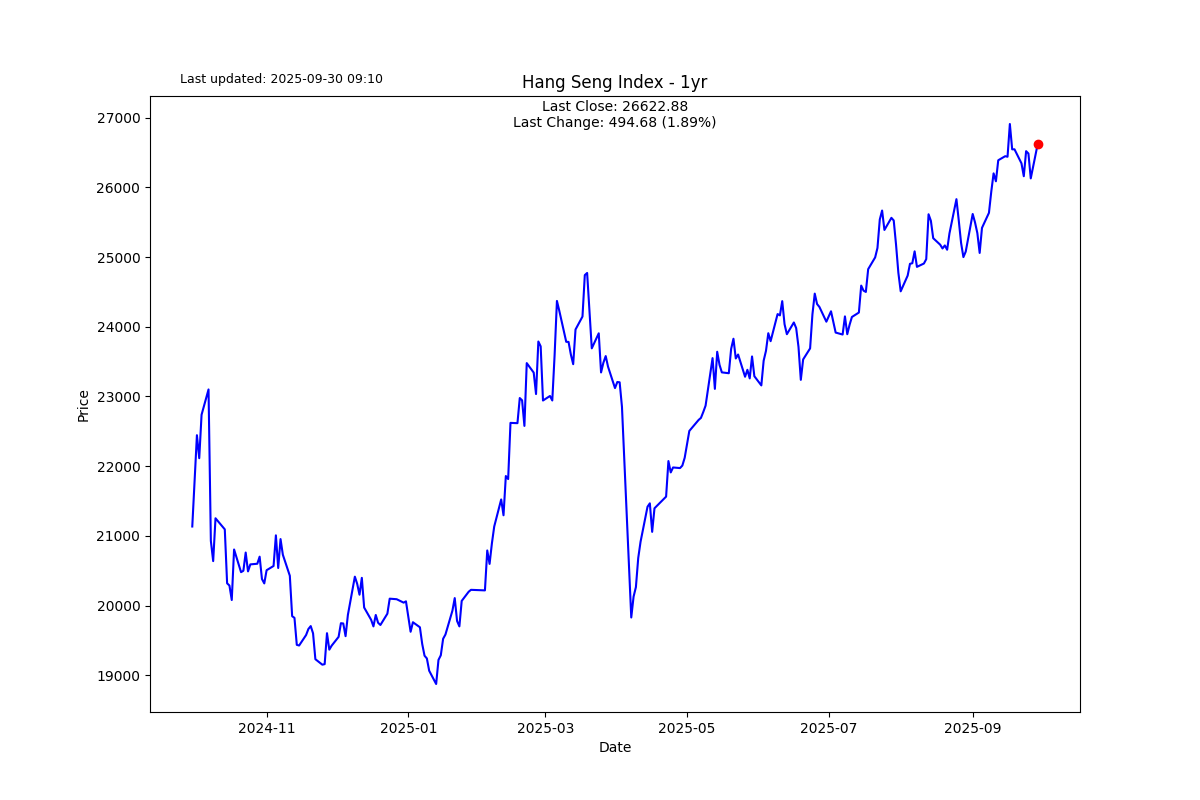 Last updated: 2025-09-30 09:10
Hang Seng Index - 1yr
Last Close: 26622.88
Last Change: 494.68 (1.89%)
27000
26000
25000
24000
23000
22000
21000
20000
19000
Price
2024-11
2025-01
2025-03
2025-05
2025-07
2025-09
Date